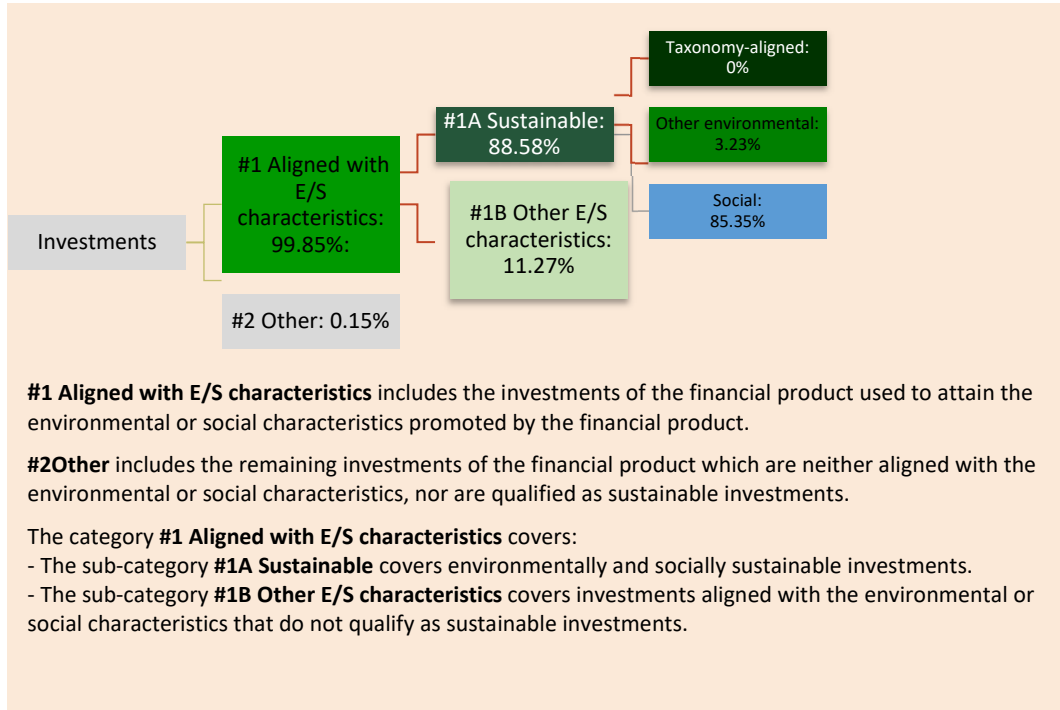 Taxonomy-aligned:
0%
#1A Sustainable:
88.58%
Other environmental:
3.23%
#1 Aligned with
E/S
characteristics:
99.85%:
#1B Other E/S
characteristics:
11.27%
Social:
85.35%
Investments
#2 Other: 0.15%
#1 Aligned with E/S characteristics includes the investments of the financial product used to attain the
environmental or social characteristics promoted by the financial product.
#2Other includes the remaining investments of the financial product which are neither aligned with the
environmental or social characteristics, nor are qualified as sustainable investments.
The category #1 Aligned with E/S characteristics covers:
- The sub-category #1A Sustainable covers environmentally and socially sustainable investments.
- The sub-category #1B Other E/S characteristics covers investments aligned with the environmental or
social characteristics that do not qualify as sustainable investments.